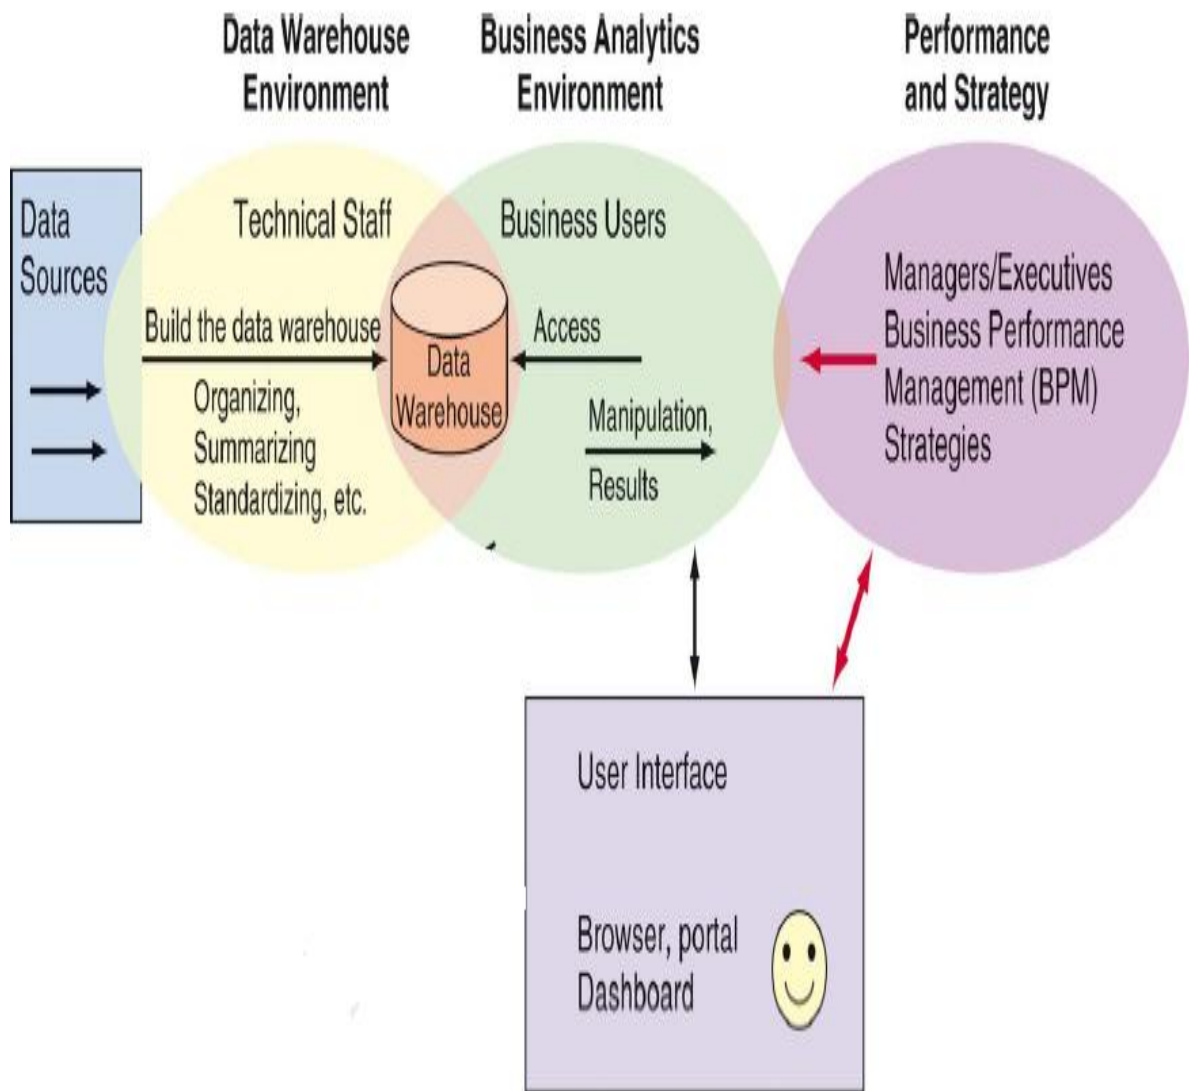 Data Warehouse
Environment
Business Analytics
Environment
Performance
and Strategy
Data
Sources
Technical Staff
Build the data warehouse
Organizing,
Summarizing
Standardizing, etc.
Data
Warehouse
Business Users
Access
Manipulation,
Results
Managers/Executives
Business Performance
Management (BPM)
Strategies
User Interface
Browser, portal
Dashboard